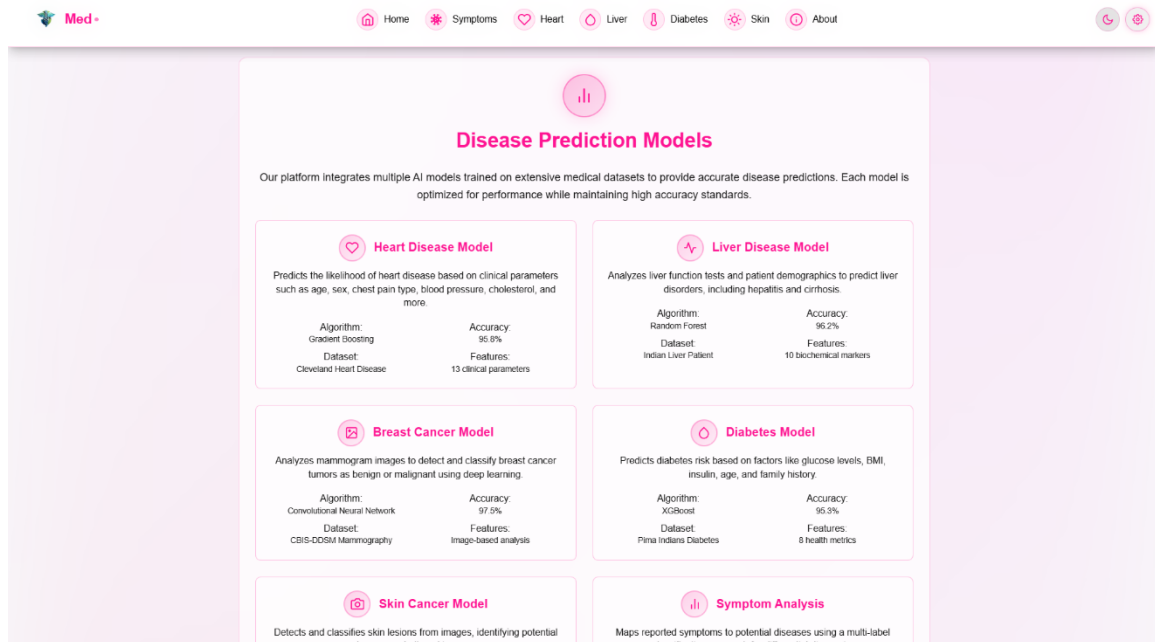 Med+
Home Symptoms Heart Liver Diabetes Skin About
Disease Prediction Models
Our platform integrates multiple AI models trained on extensive medical datasets to provide accurate disease predictions. Each model is
optimized for performance while maintaining high accuracy standards.
Heart Disease Model
Predicts the likelihood of heart disease based on clinical parameters
such as age, sex, chest pain type, blood pressure, cholesterol, and
more.
Algorithm: Accuracy:
Gradient Boosting 95.8%
Dataset: Features:
Cleveland Heart Disease 13 clinical parameters
Liver Disease Model
Analyzes liver function tests and patient demographics to predict liver
disorders, including hepatitis and cirrhosis.
Algorithm: Accuracy:
Random Forest 96.2%
Dataset: Features:
Indian Liver Patient 10 biochemical markers
Breast Cancer Model
Analyzes mammogram images to detect and classify breast cancer
tumors as benign or malignant using deep learning.
Algorithm: Accuracy:
Convolutional Neural Network 97.5%
Dataset: Features:
CBIS-DDSM Mammography Image-based analysis
Diabetes Model
Predicts diabetes risk based on factors like glucose levels, BMI,
insulin, age, and family history.
Algorithm: Accuracy:
XGBoost 95.3%
Dataset: Features:
Pima Indians Diabetes 8 health metrics
Skin Cancer Model
Detects and classifies skin lesions from images, identifying potential
Symptom Analysis
Maps reported symptoms to potential diseases using a multi-label